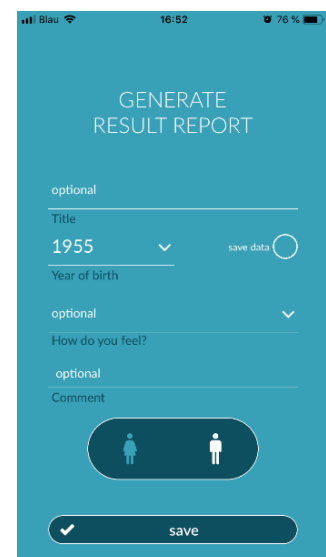 Blau 16:52 76 %
GENERATE
RESULT REPORT
optional
Title
1955 save data
Year of birth
optional
How do you feel?
optional
Comment
save